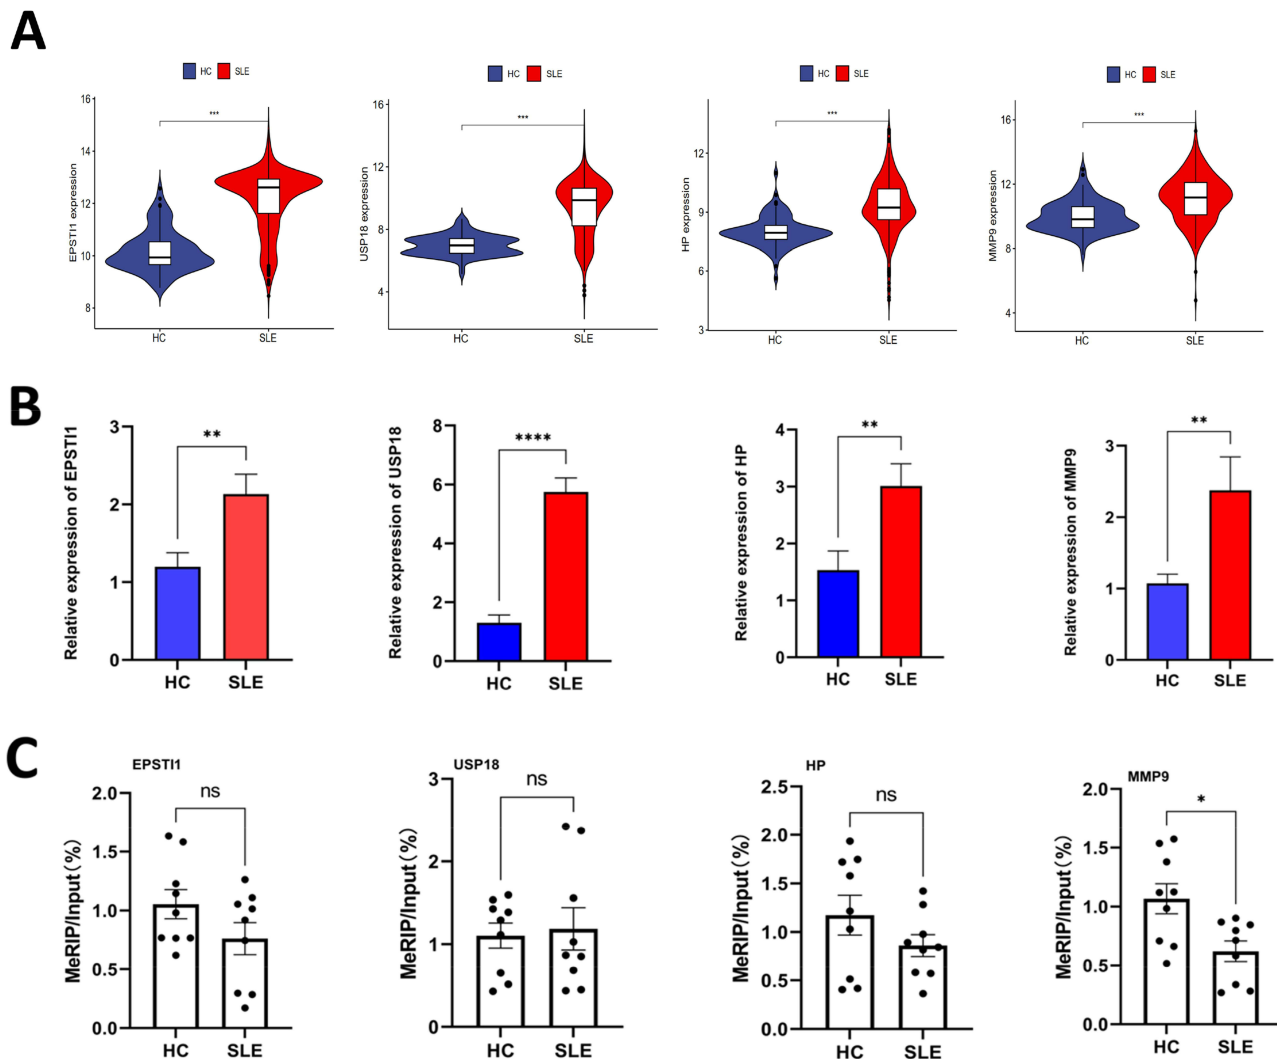 A
HC SLE
EPSTI1 expression
16
14
12
10
8
***
HC SLE
HC SLE
USP18 expression
16
12
8
4
***
HC SLE
HC SLE
HP expression
12
9
6
3
***
HC SLE
HC SLE
MMP9 expression
16
12
8
4
***
HC SLE
B
Relative expression of EPSTI1
3
2
1
0
**
HC SLE
Relative expression of USP18
8
6
4
2
0
****
HC SLE
Relative expression of HP
4
3
2
1
0
**
HC SLE
Relative expression of MMP9
3
2
1
0
**
HC SLE
C
EPSTI1
MeRIP/Input(%)
2.0
1.5
1.0
0.5
0.0
ns
HC SLE
USP18
MeRIP/Input(%)
3
2
1
0
ns
HC SLE
HP
MeRIP/Input(%)
2.5
2.0
1.5
1.0
0.5
0.0
ns
HC SLE
MMP9
MeRIP/Input(%)
2.0
1.5
1.0
0.5
0.0
*
HC SLE